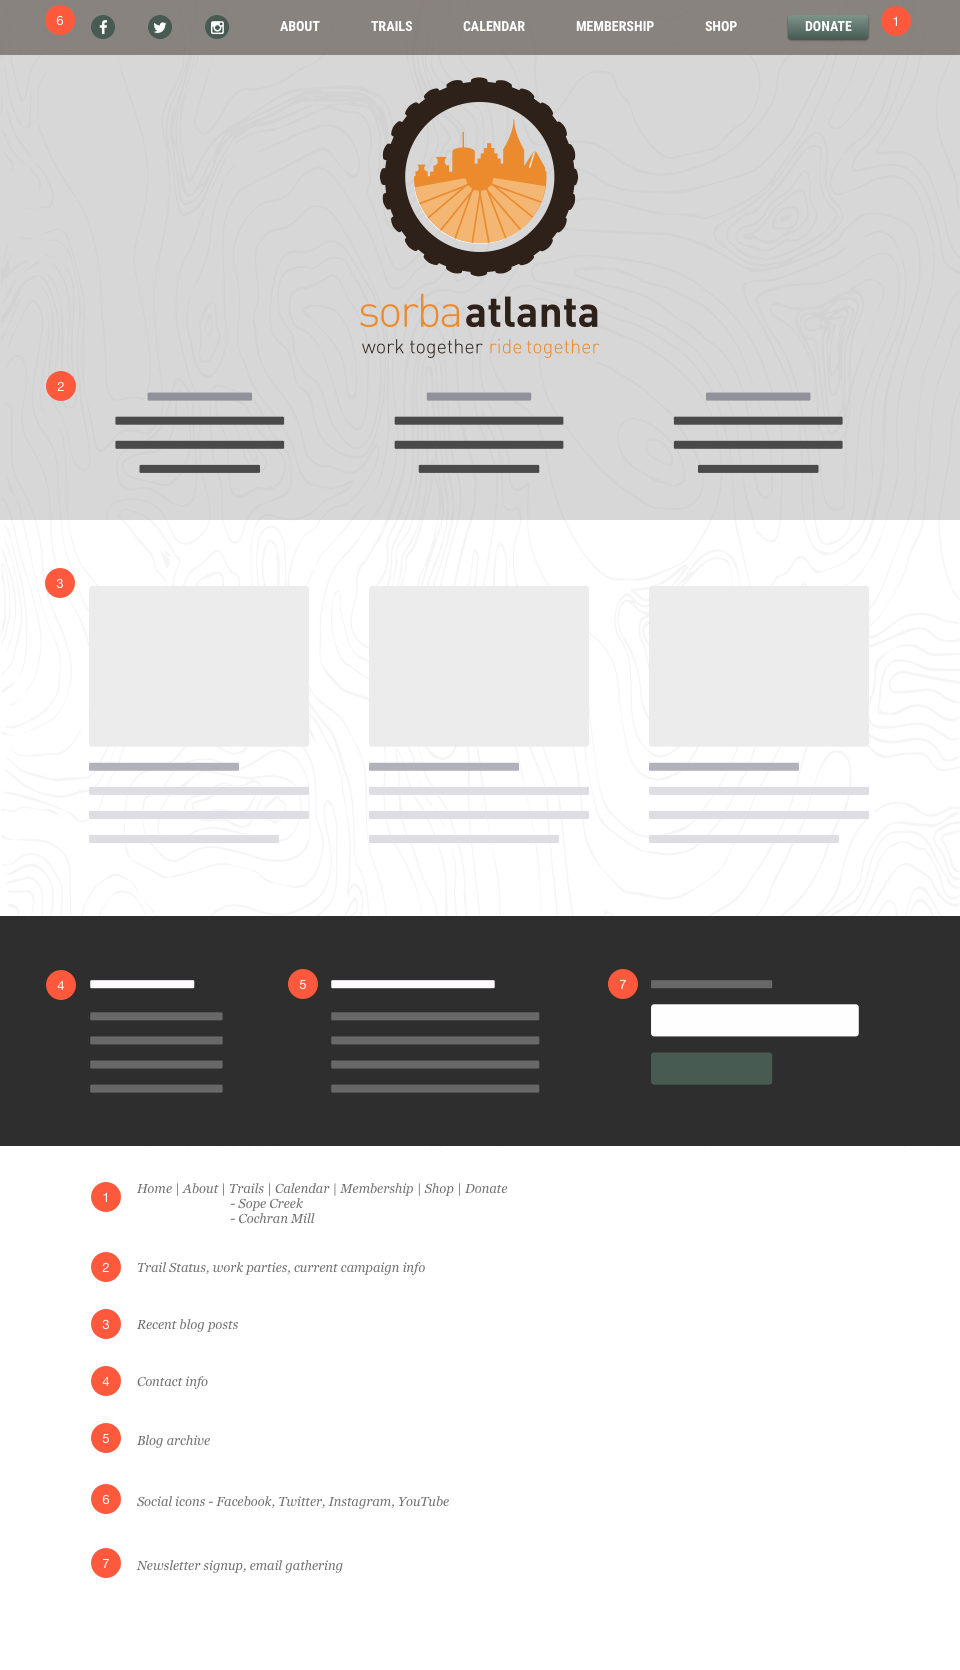 6 ABOUT TRAILS CALENDAR MEMBERSHIP SHOP DONATE 1
sorba atlanta
work together ride together
2
3
4 5 7
1 Home | About | Trails | Calendar | Membership | Shop | Donate
- Sope Creek
- Cochran Mill
2 Trail Status, work parties, current campaign info
3 Recent blog posts
4 Contact info
5 Blog archive
6 Social icons - Facebook, Twitter, Instagram, YouTube
7 Newsletter signup, email gathering